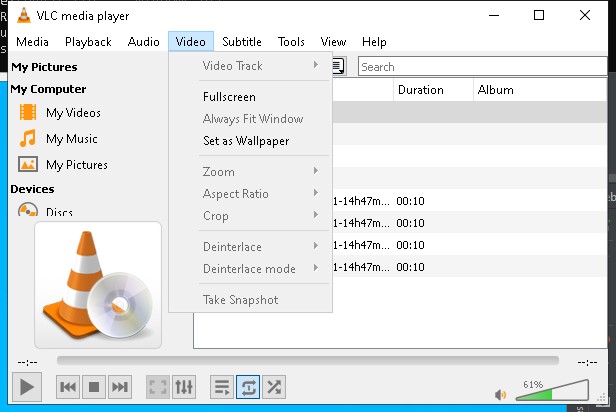 VLC media player
Media Playback Audio Video Subtitle Tools View Help
My Pictures
My Computer
My Videos
My Music
My Pictures
Devices
Discs
Video Track
Fullscreen
Always Fit Window
Set as Wallpaper
Zoom
Aspect Ratio
Crop
Deinterlace
Deinterlace mode
Take Snapshot
Search
Duration Album
1-14h47m... 00:10
1-14h47m... 00:10
1-14h47m... 00:10
1-14h47m... 00:10
--:-- --:--
61%